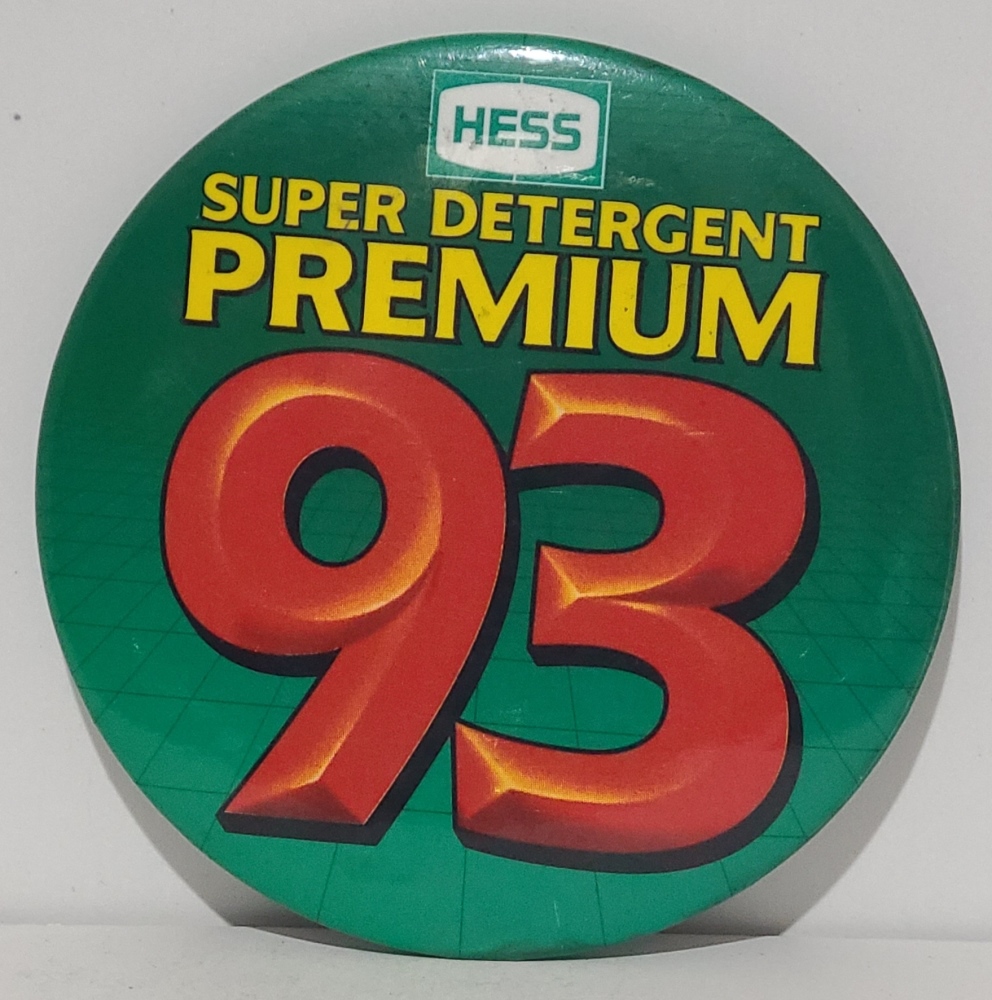 HESS
SUPER DETERGENT
PREMIUM
93